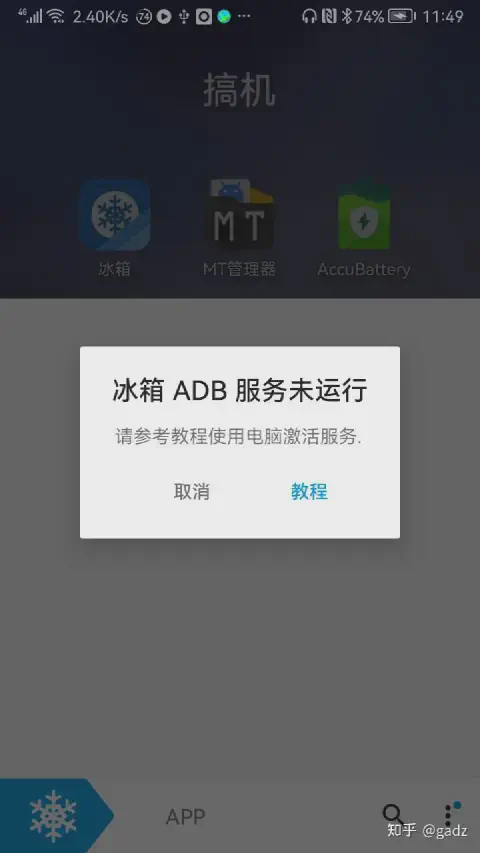 4G 2.40K/s 74 74% 11:49
搞机
MT
冰箱 MT管理器 AccuBattery
冰箱 ADB 服务未运行
请参考教程使用电脑激活服务.
取消 教程
APP
知乎 @gadz